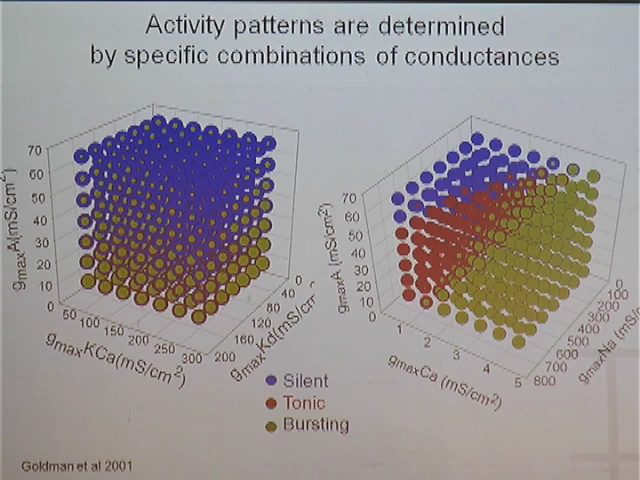 Activity patterns are determined
by specific combinations of conductances
70
60
50
40
30
20
10
0
gmaxA(mS/cm2)
50 100 150 200 250 300
gmaxKCa(mS/cm2)
0
40
80
120
160
200
gmaxKd(mS/cm
70
60
50
40
30
20
10
0
gmaxA (mS/cm2)
1
2
3
4
5
gmaxCa (mS/cm2)
0
100
200
300
400
500
600
700
800
gmaxNa (mS/c
Silent
Tonic
Bursting
Goldman et al 2001